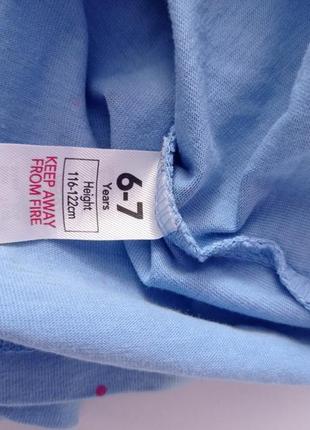 6-7
Years
Height
116-122cm
KEEP AWAY
FROM FIRE